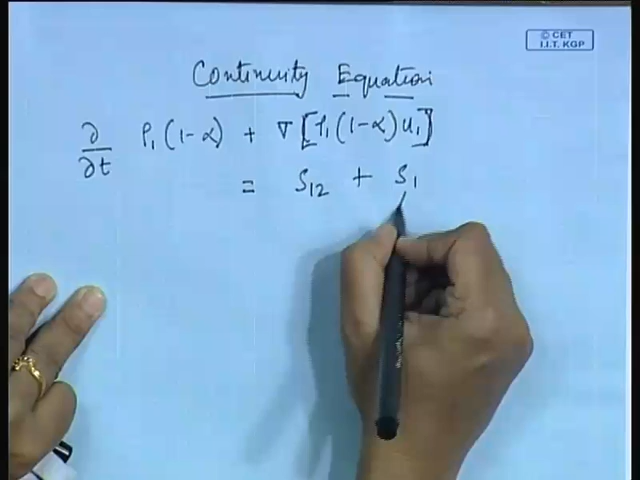 © CET
I.I.T. KGP
Continuity Equation
∂/∂t ρ₁(1-α) + ∇[ρ₁(1-α)u₁]
= S₁₂ + S₁